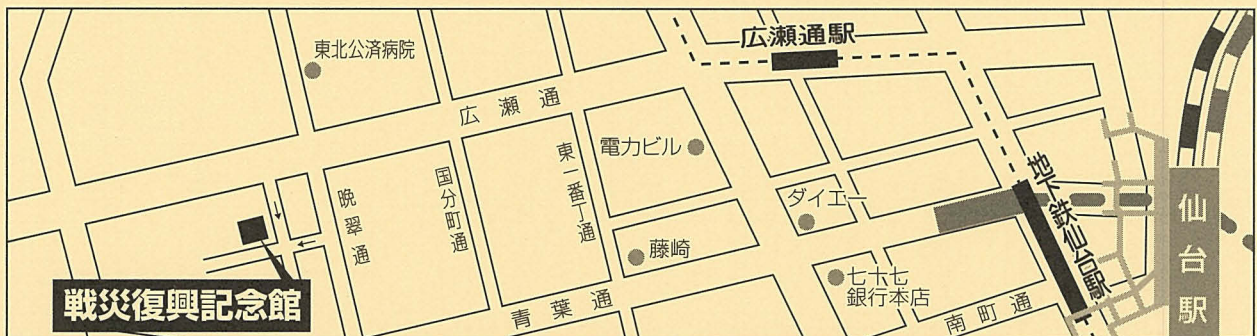 東北公済病院
広瀬通駅
広瀬通
電力ビル
東一番丁通
国分町通
晩翠通
ダイエー
藤崎
地下鉄仙台駅
仙台駅
七十七
銀行本店
戦災復興記念館
青葉通
南町通